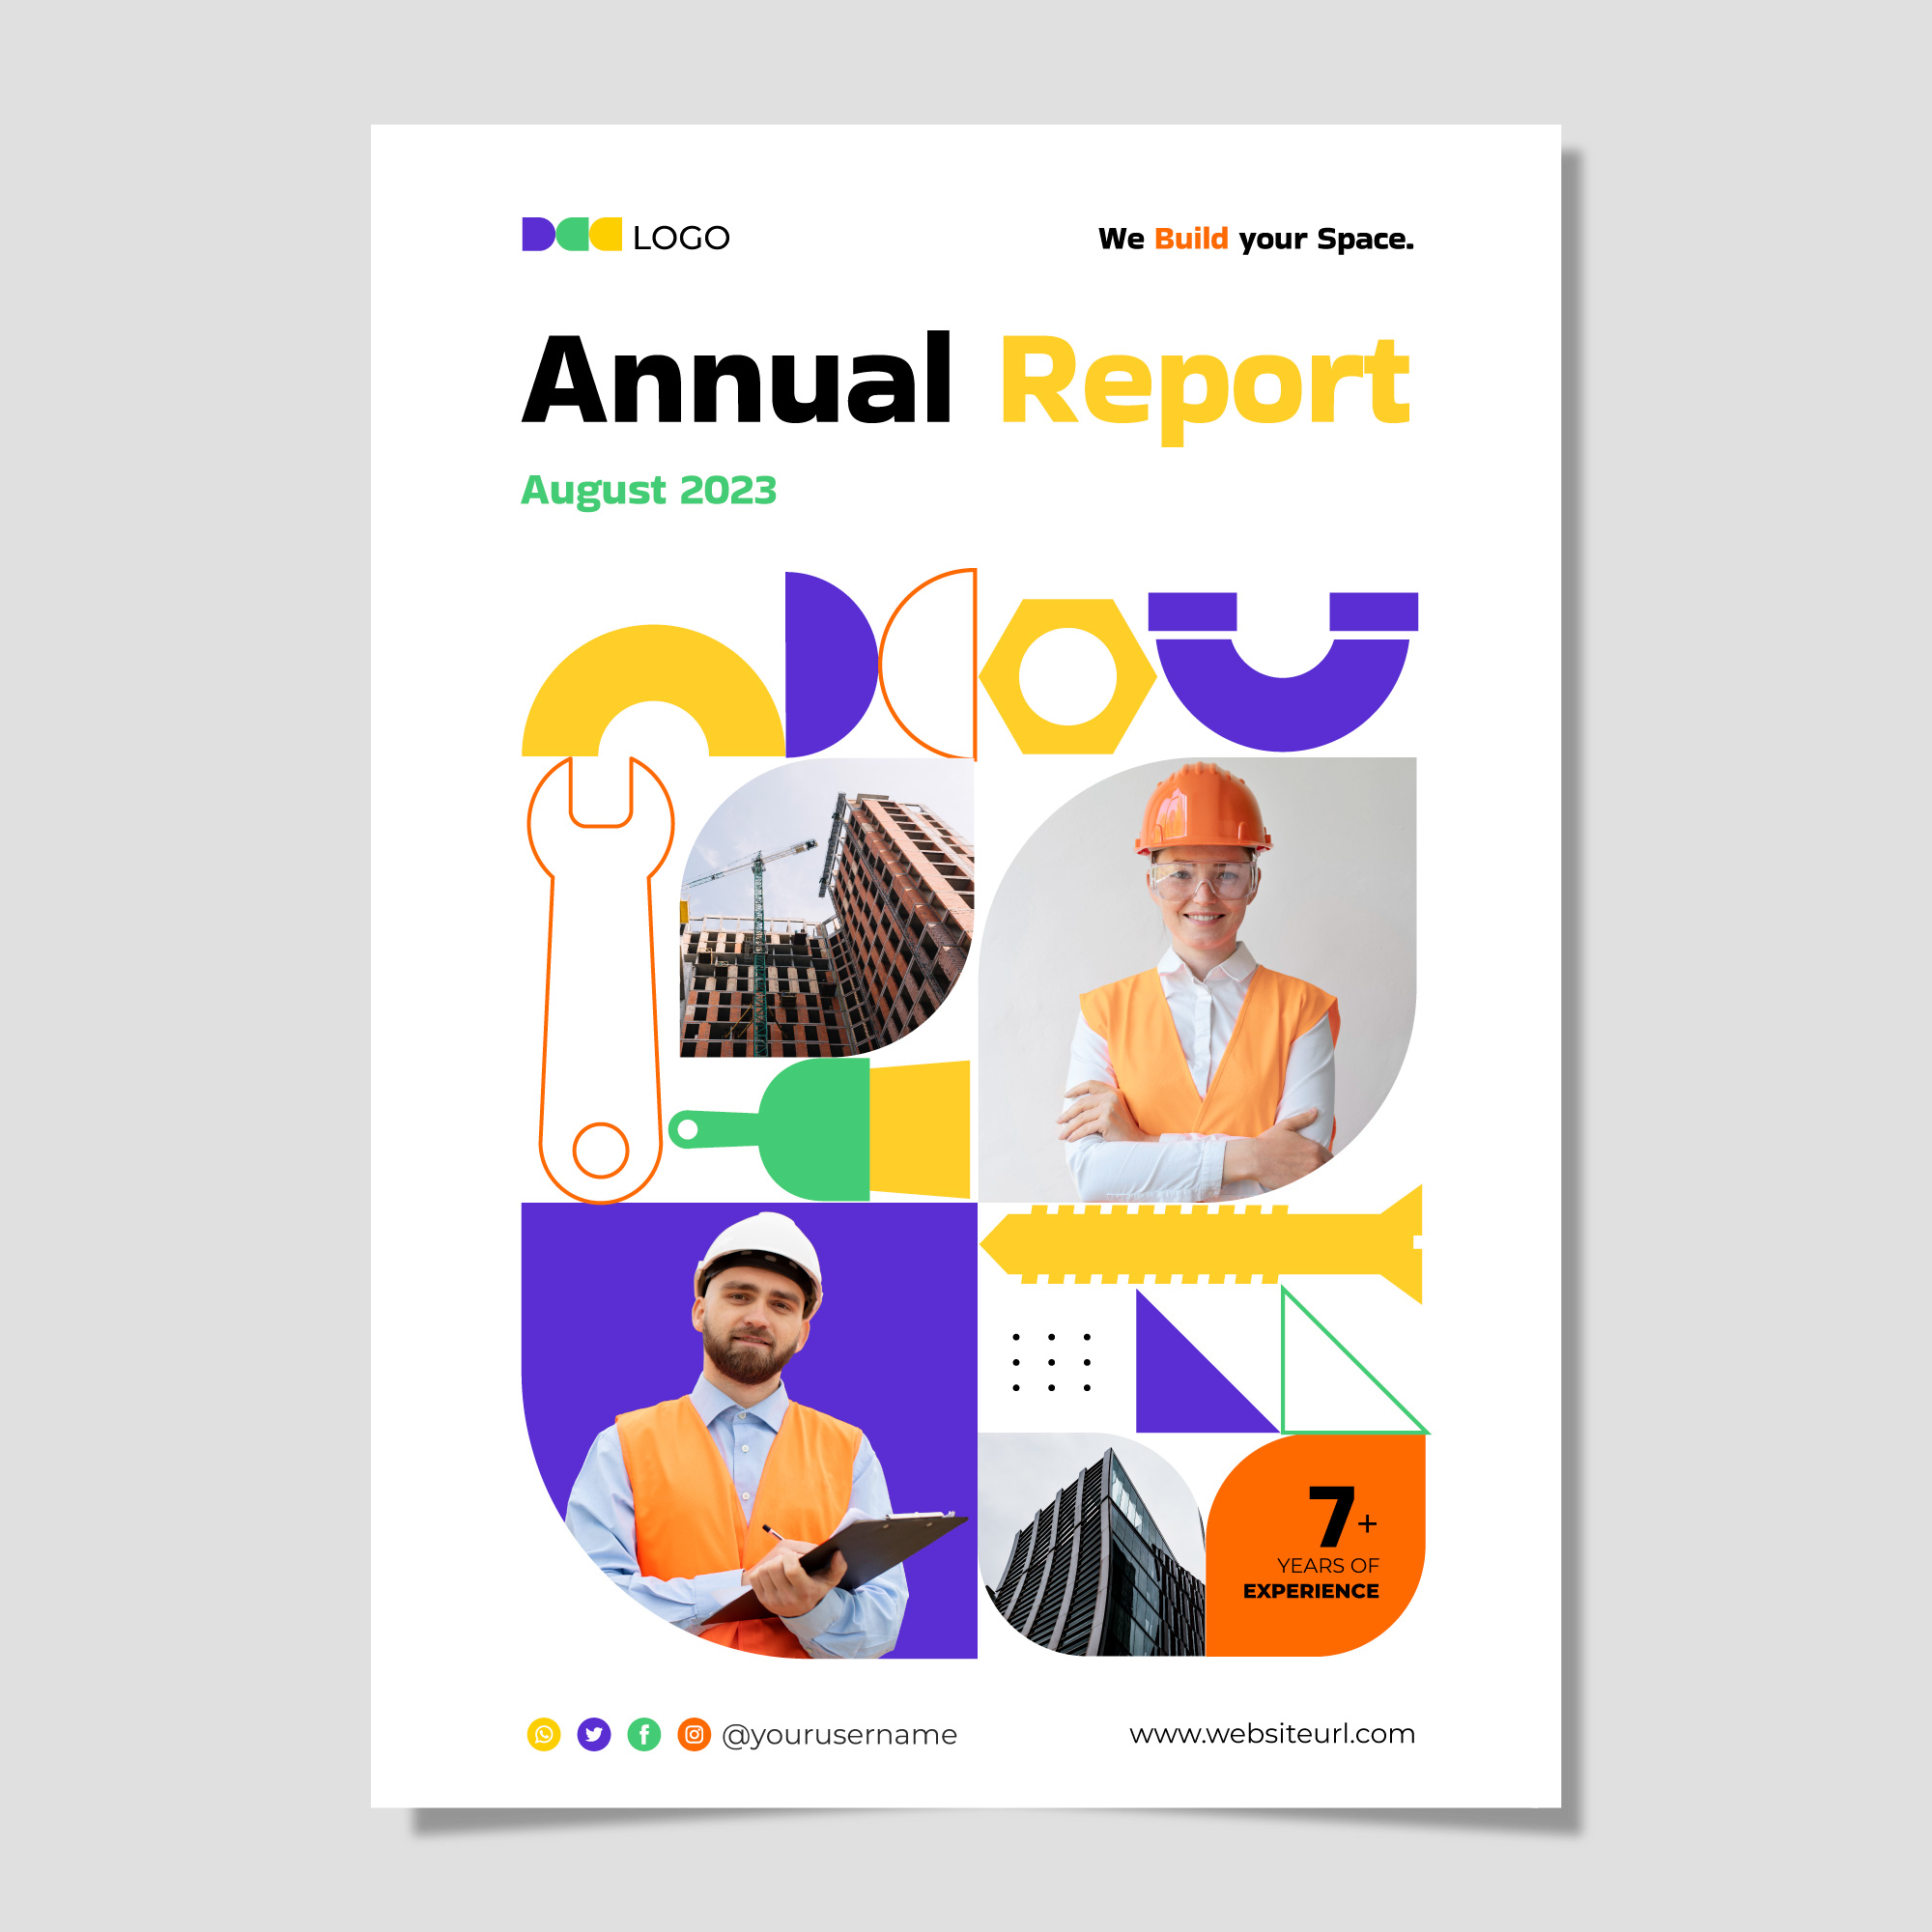 LOGO
We Build your Space.
Annual Report
August 2023
7+
YEARS OF
EXPERIENCE
@yourusername
www.websiteurl.com